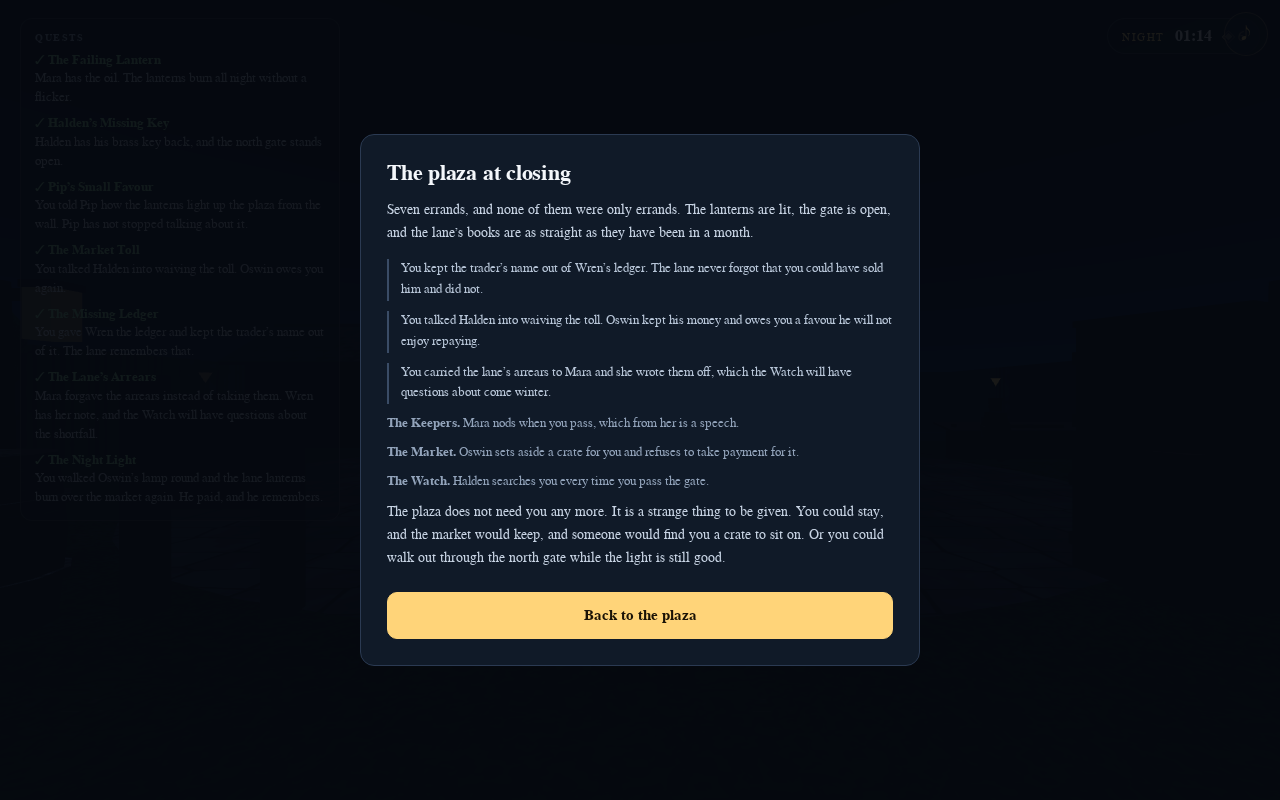 QUESTS
✓ The Failing Lantern
Mara has the oil. The lanterns burn all night without a
flicker.
✓ Halden's Missing Key
Halden has his brass key back, and the north gate stands
open.
✓ Pip's Small Favour
You told Pip how the lanterns light up the plaza from the
wall. Pip has not stopped talking about it.
✓ The Market Toll
You talked Halden into waiving the toll. Oswin owes you
again.
✓ The Missing Ledger
You gave Wren the ledger and kept the trader's name out
of it. The lane remembers that.
✓ The Lane's Arrears
Mara forgave the arrears instead of taking them. Wren
has her note, and the Watch will have questions about
the shortfall.
✓ The Night Light
You walked Oswin's lamp round and the lane lanterns
burn over the market again. He paid, and he remembers
NIGHT 01:14
The plaza at closing
Seven errands, and none of them were only errands. The lanterns are lit, the gate is open,
and the lane's books are as straight as they have been in a month.
You kept the trader's name out of Wren's ledger. The lane never forgot that you could have sold
him and did not.
You talked Halden into waiving the toll. Oswin kept his money and owes you a favour he will not
enjoy repaying.
You carried the lane's arrears to Mara and she wrote them off, which the Watch will have
questions about come winter.
The Keepers. Mara nods when you pass, which from her is a speech.
The Market. Oswin sets aside a crate for you and refuses to take payment for it.
The Watch. Halden searches you every time you pass the gate.
The plaza does not need you any more. It is a strange thing to be given. You could stay,
and the market would keep, and someone would find you a crate to sit on. Or you could
walk out through the north gate while the light is still good.
Back to the plaza